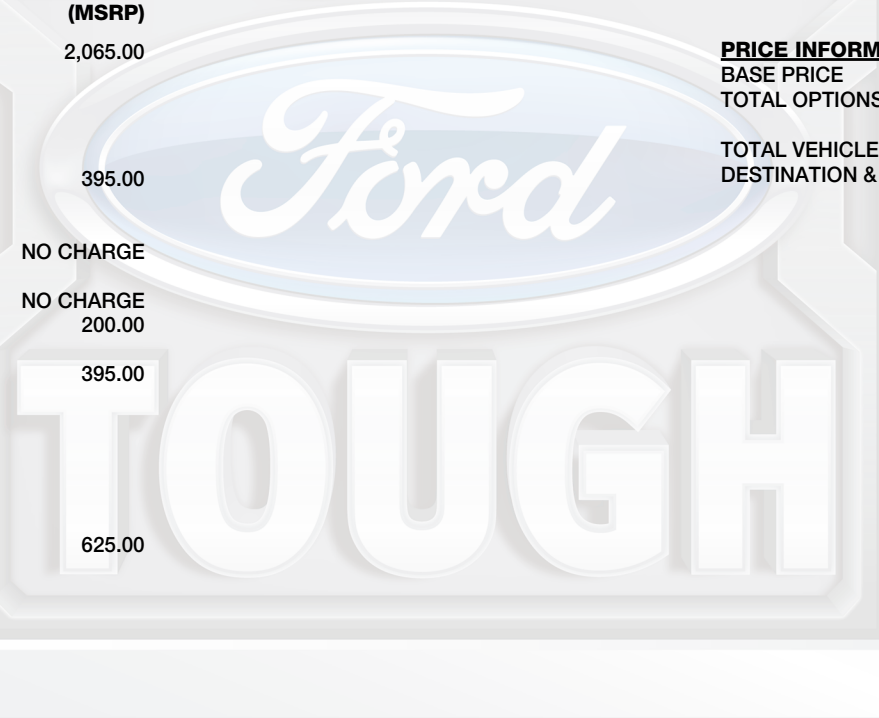 (MSRP)
2,065.00
395.00
NO CHARGE
NO CHARGE
200.00
395.00
625.00
PRICE INFORM
BASE PRICE
TOTAL OPTIONS
TOTAL VEHICLE
DESTINATION &
Ford
TOUGH